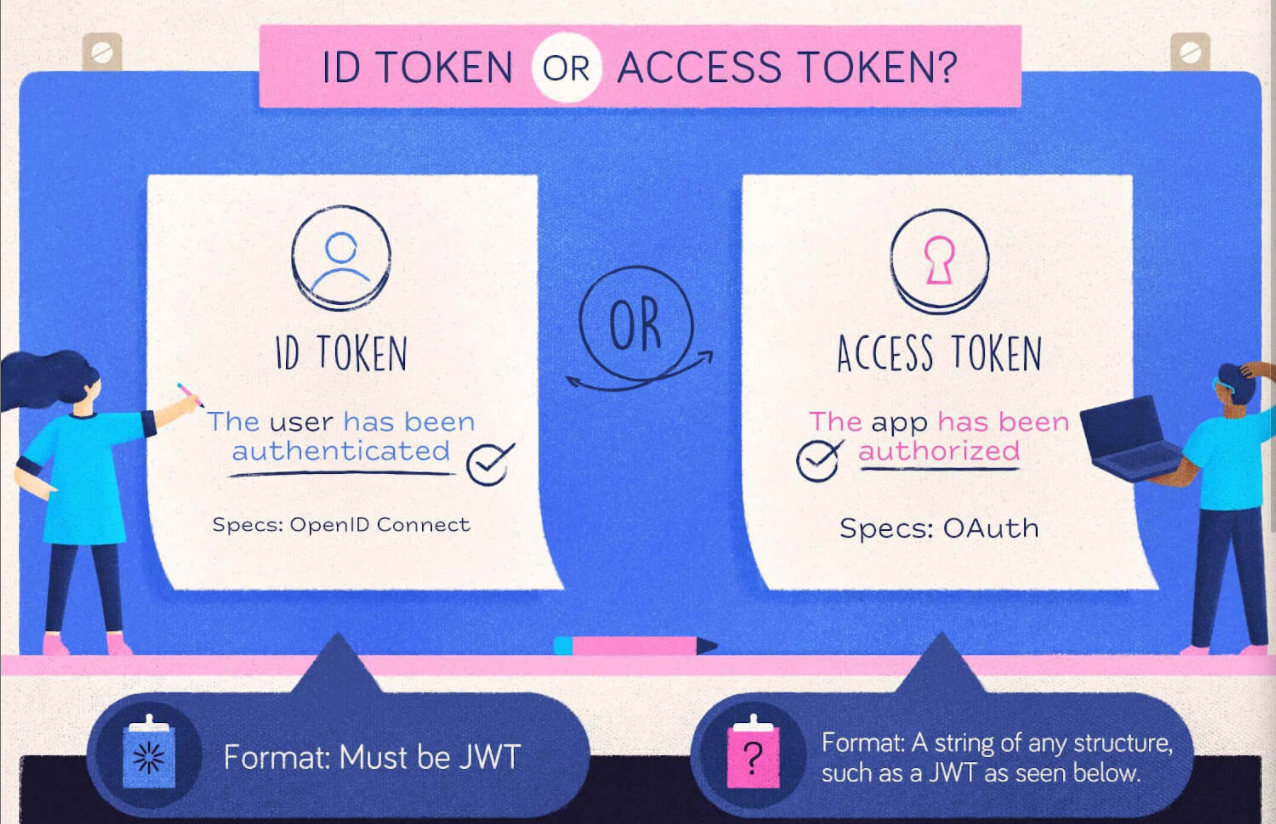 ID TOKEN OR ACCESS TOKEN?
ID TOKEN
The user has been
authenticated
Specs: OpenID Connect
OR
ACCESS TOKEN
The app has been
authorized
Specs: OAuth
Format: Must be JWT
?
Format: A string of any structure,
such as a JWT as seen below.